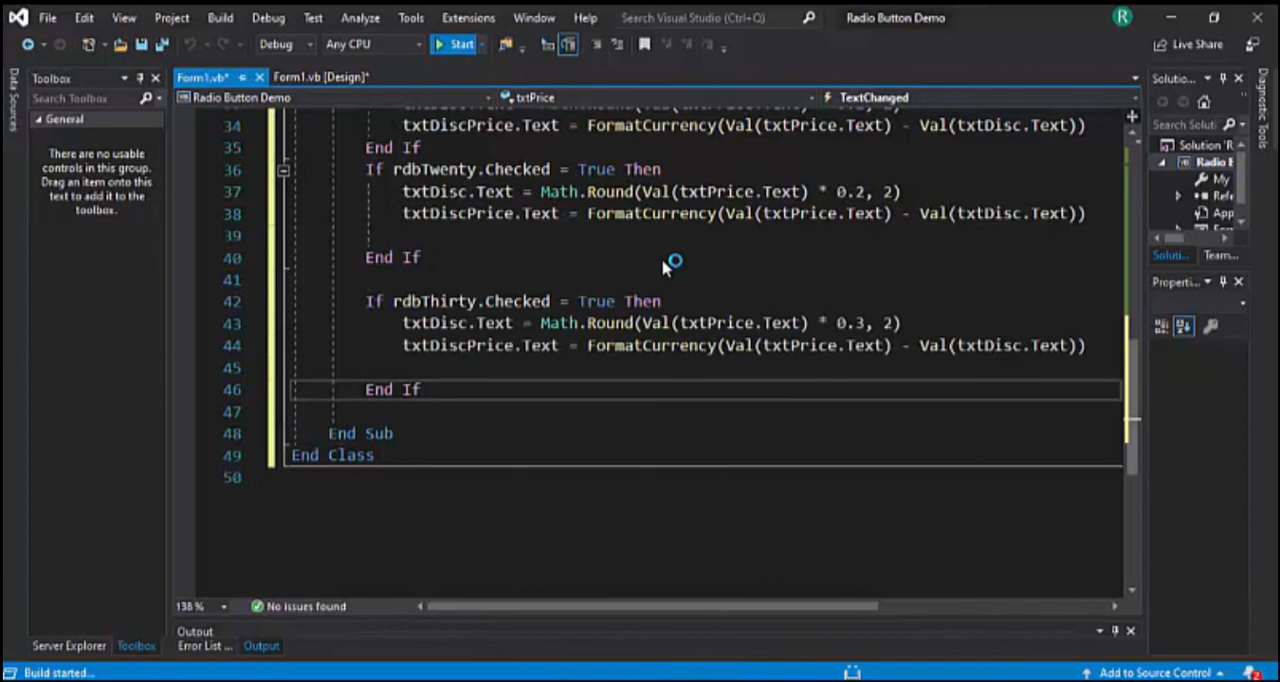 File Edit View Project Build Debug Test Analyze Tools Extensions Window Help Search Visual Studio (Ctrl+Q) Radio Button Demo R
Debug Any CPU Start Live Share
Data Sources
Toolbox
Search Toolbox
General
There are no usable
controls in this group.
Drag an item onto this
text to add it to the
toolbox.
Form1.vb* Form1.vb [Design]*
Radio Button Demo txtPrice TextChanged
34 txtDiscPrice.Text = FormatCurrency(Val(txtPrice.Text) - Val(txtDisc.Text))
35 End If
36 If rdbTwenty.Checked = True Then
37 txtDisc.Text = Math.Round(Val(txtPrice.Text) * 0.2, 2)
38 txtDiscPrice.Text = FormatCurrency(Val(txtPrice.Text) - Val(txtDisc.Text))
39
40 End If
41
42 If rdbThirty.Checked = True Then
43 txtDisc.Text = Math.Round(Val(txtPrice.Text) * 0.3, 2)
44 txtDiscPrice.Text = FormatCurrency(Val(txtPrice.Text) - Val(txtDisc.Text))
45
46 End If
47
48 End Sub
49 End Class
50
138 % No issues found
Output
Server Explorer Toolbox Error List ... Output
Solutio...
Search Solu
Solution 'R
Radio B
My
Refe
App
Soluti... Team...
Properti...
Diagnostic Tools
Build started... Add to Source Control 2